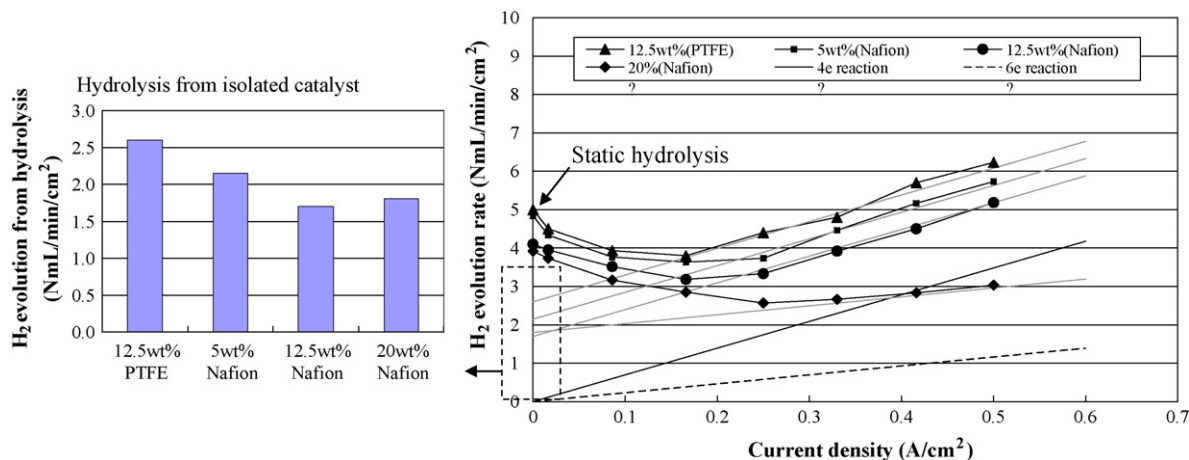 Hydrolysis from isolated catalyst
H2 evolution from hydrolysis
(NmL/min/cm2)
3.0
2.5
2.0
1.5
1.0
0.5
0.0
12.5wt% 5wt% 12.5wt% 20wt%
PTFE Nafion Nafion Nafion
H2 evolution rate (NmL/min/cm2)
10
9
8
7
6
5
4
3
2
1
0
12.5wt%(PTFE) 5wt%(Nafion) 12.5wt%(Nafion)
20%(Nafion) 4e reaction 6e reaction
? ? ?
Static hydrolysis
0 0.1 0.2 0.3 0.4 0.5 0.6 0.7
Current density (A/cm2)